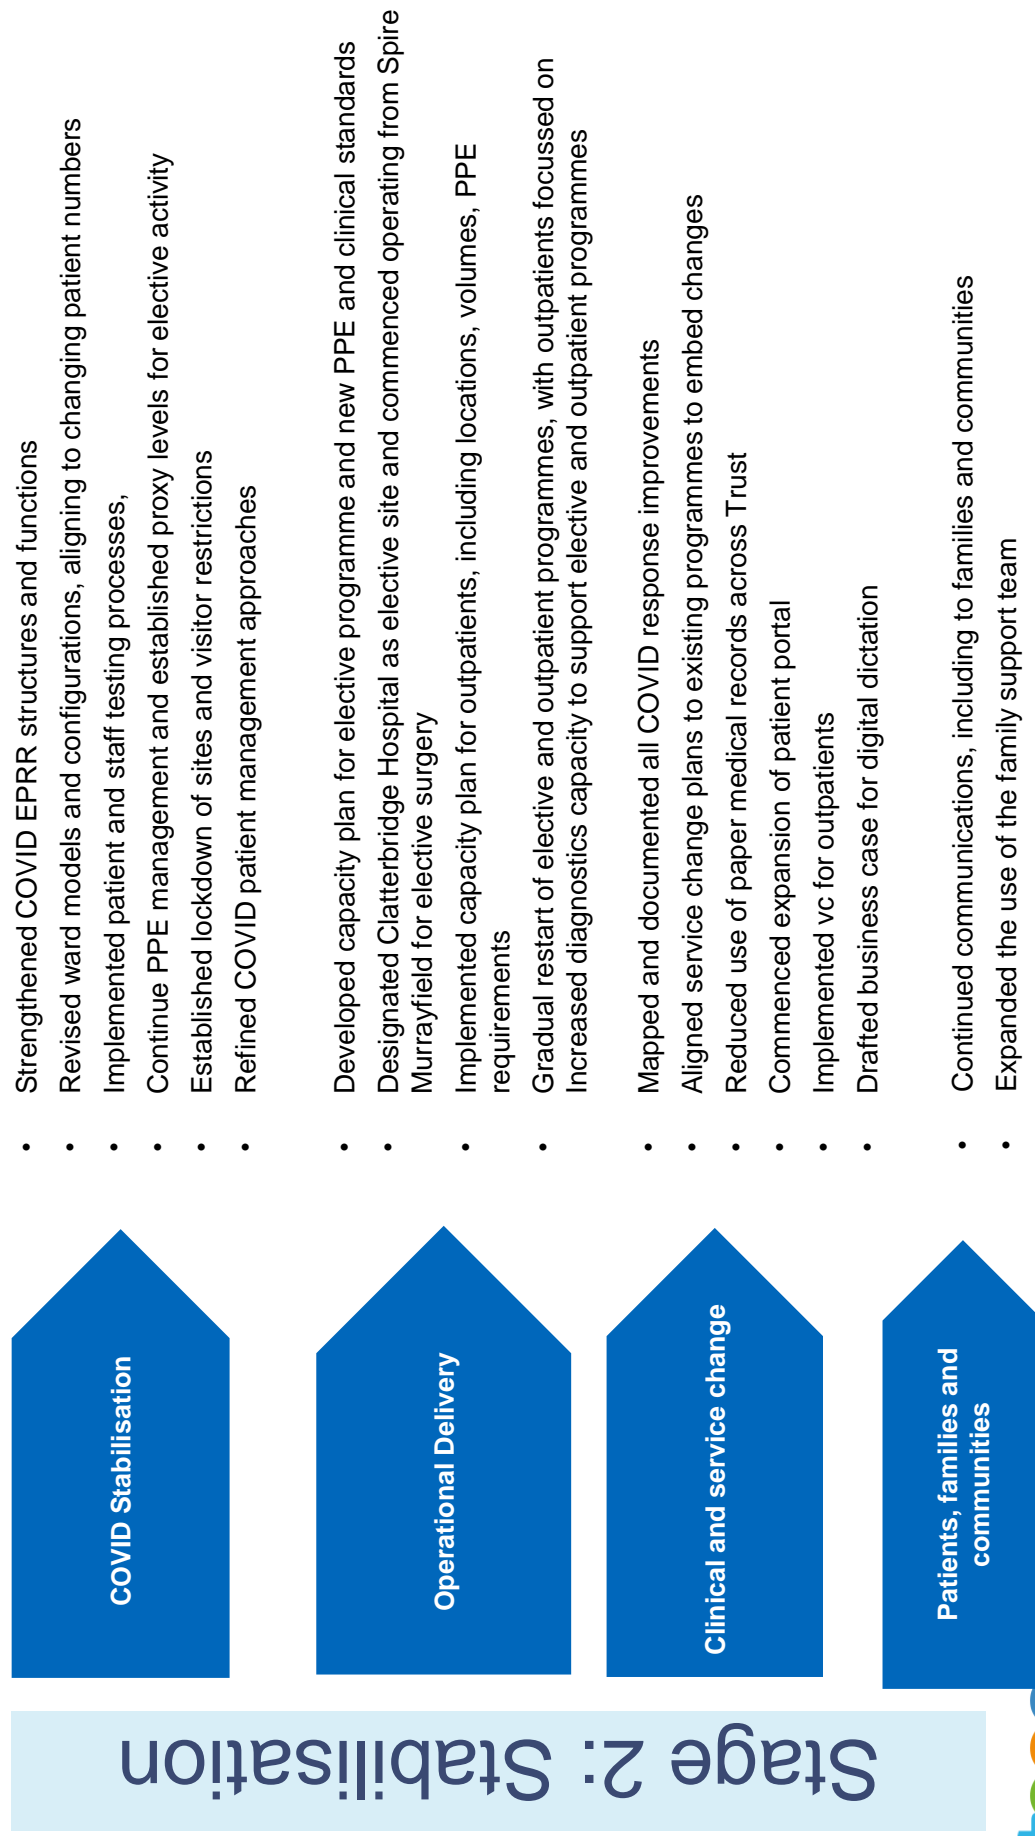 Stage 2: Stabilisation
COVID Stabilisation
• Strengthened COVID EPRR structures and functions
• Revised ward models and configurations, aligning to changing patient numbers
• Implemented patient and staff testing processes,
• Continue PPE management and established proxy levels for elective activity
• Established lockdown of sites and visitor restrictions
• Refined COVID patient management approaches
Operational Delivery
• Developed capacity plan for elective programme and new PPE and clinical standards
• Designated Clatterbridge Hospital as elective site and commenced operating from Spire
Murrayfield for elective surgery
• Implemented capacity plan for outpatients, including locations, volumes, PPE
requirements
• Gradual restart of elective and outpatient programmes, with outpatients focussed on
Increased diagnostics capacity to support elective and outpatient programmes
Clinical and service change
• Mapped and documented all COVID response improvements
• Aligned service change plans to existing programmes to embed changes
• Reduced use of paper medical records across Trust
• Commenced expansion of patient portal
• Implemented vc for outpatients
• Drafted business case for digital dictation
Patients, families and
communities
• Continued communications, including to families and communities
• Expanded the use of the family support team